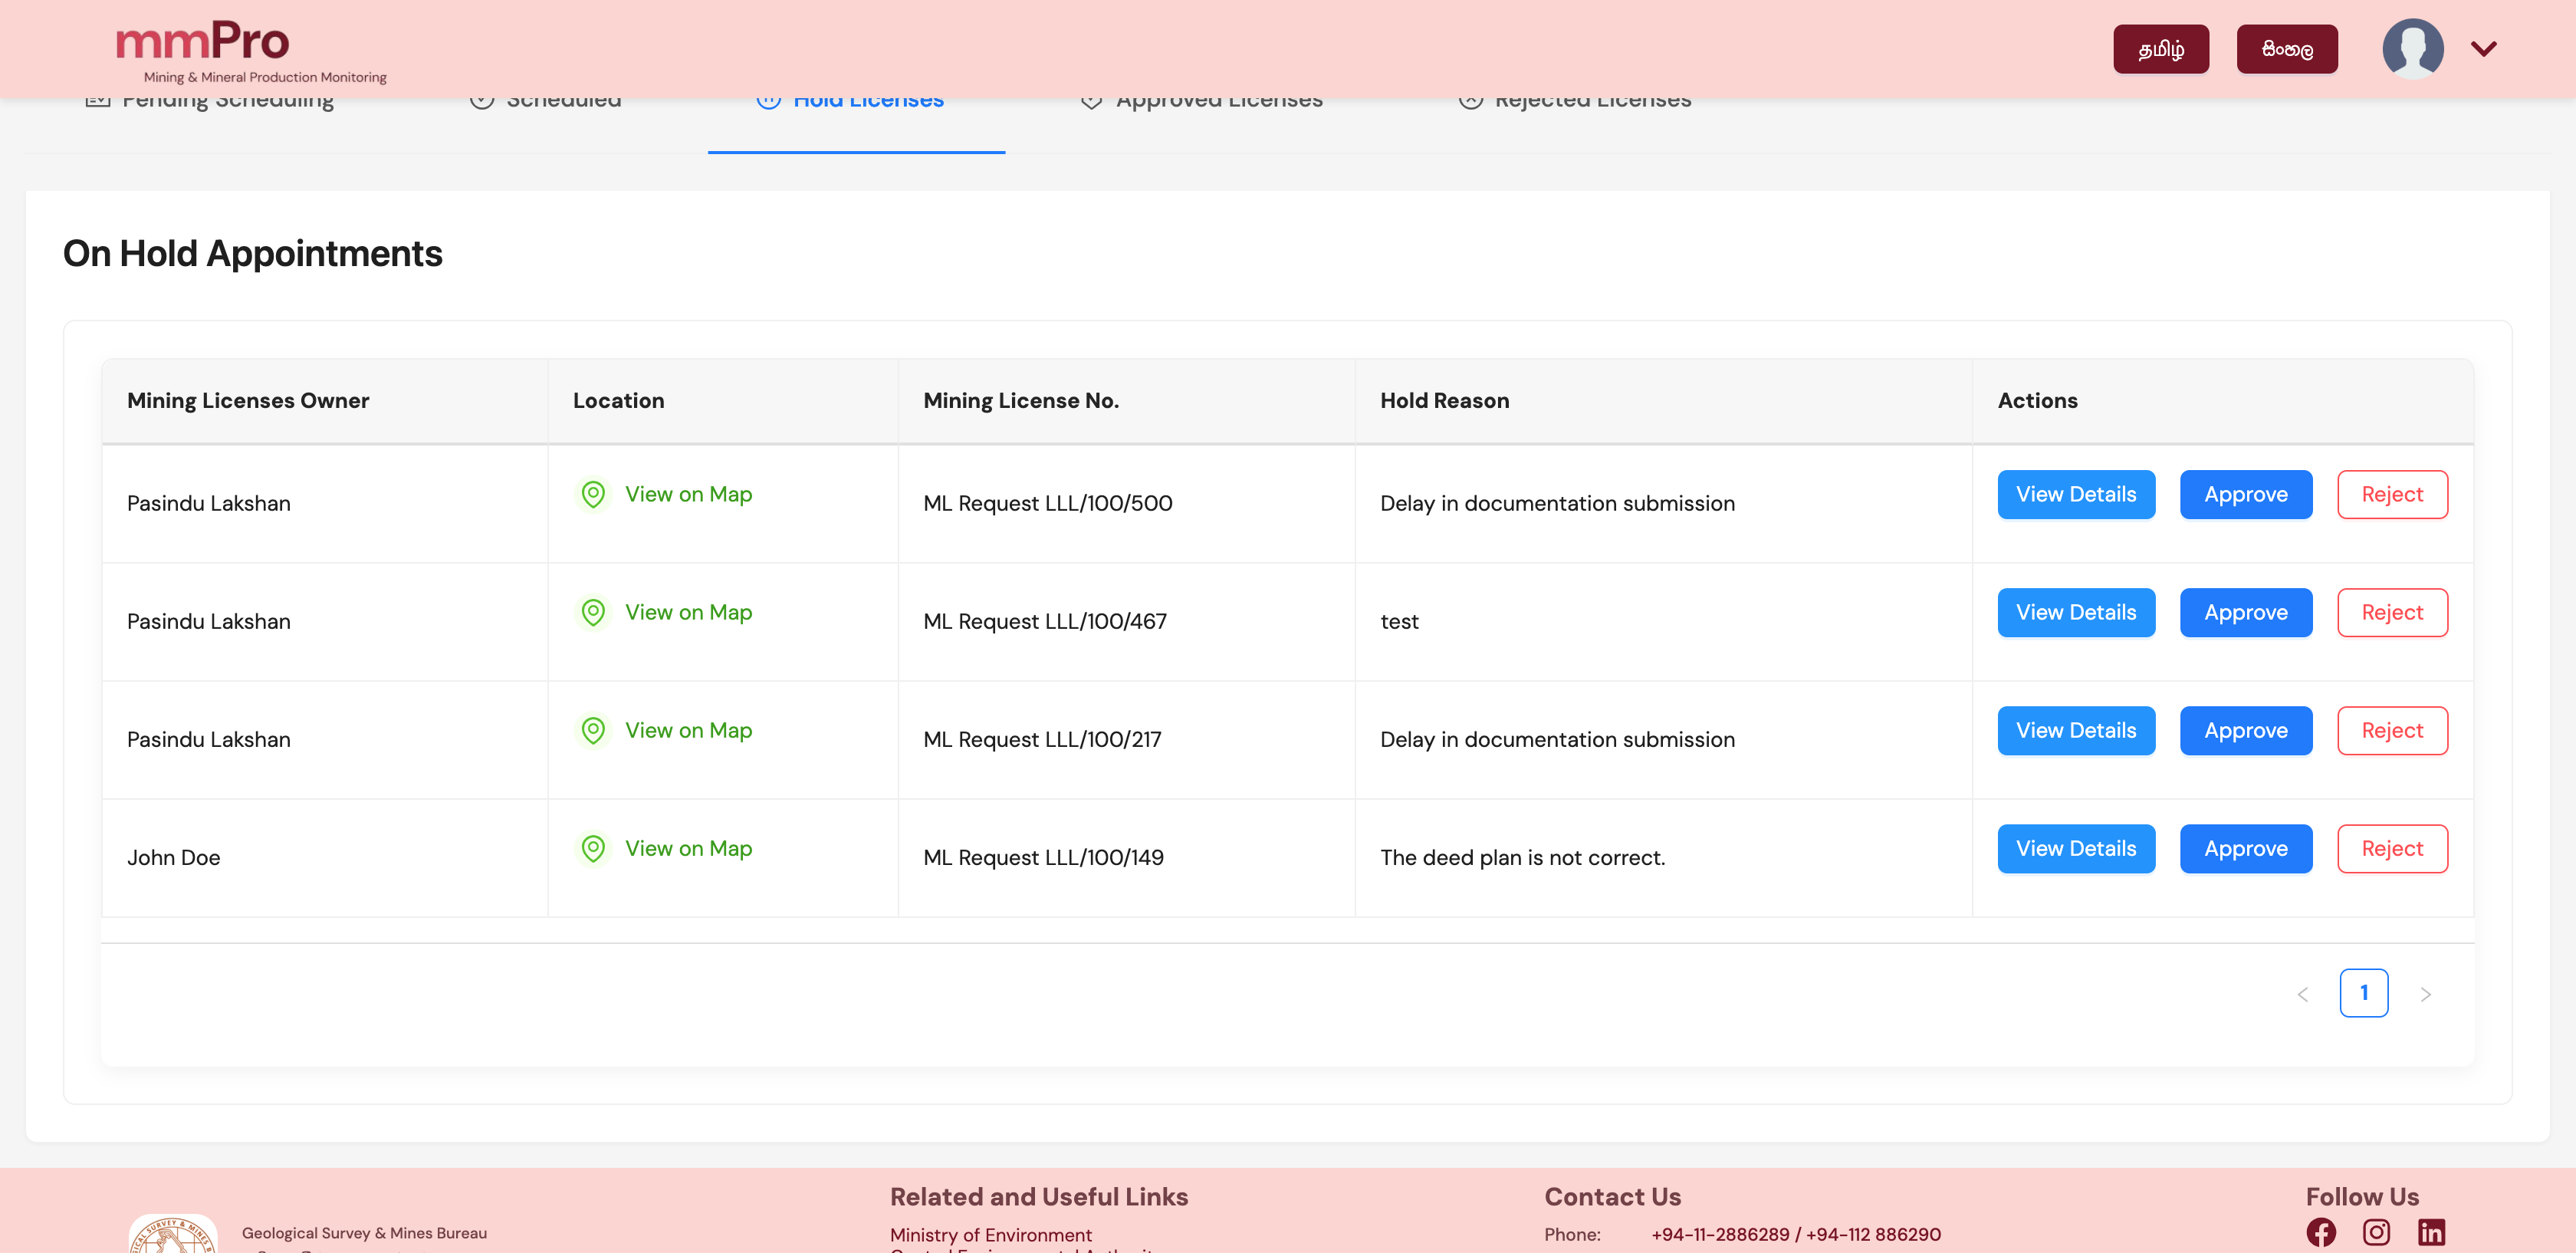 mmPro
Mining & Mineral Production Monitoring
தமிழ்
සිංහල
Pending Scheduling
Scheduled
Hold Licenses
Approved Licenses
Rejected Licenses
On Hold Appointments
Mining Licenses Owner Location Mining License No. Hold Reason Actions
Pasindu Lakshan View on Map ML Request LLL/100/500 Delay in documentation submission View Details Approve Reject
Pasindu Lakshan View on Map ML Request LLL/100/467 test View Details Approve Reject
Pasindu Lakshan View on Map ML Request LLL/100/217 Delay in documentation submission View Details Approve Reject
John Doe View on Map ML Request LLL/100/149 The deed plan is not correct. View Details Approve Reject
< 1 >
Geological Survey & Mines Bureau
Related and Useful Links
Ministry of Environment
Contact Us
Phone: +94-11-2886289 / +94-112 886290
Follow Us